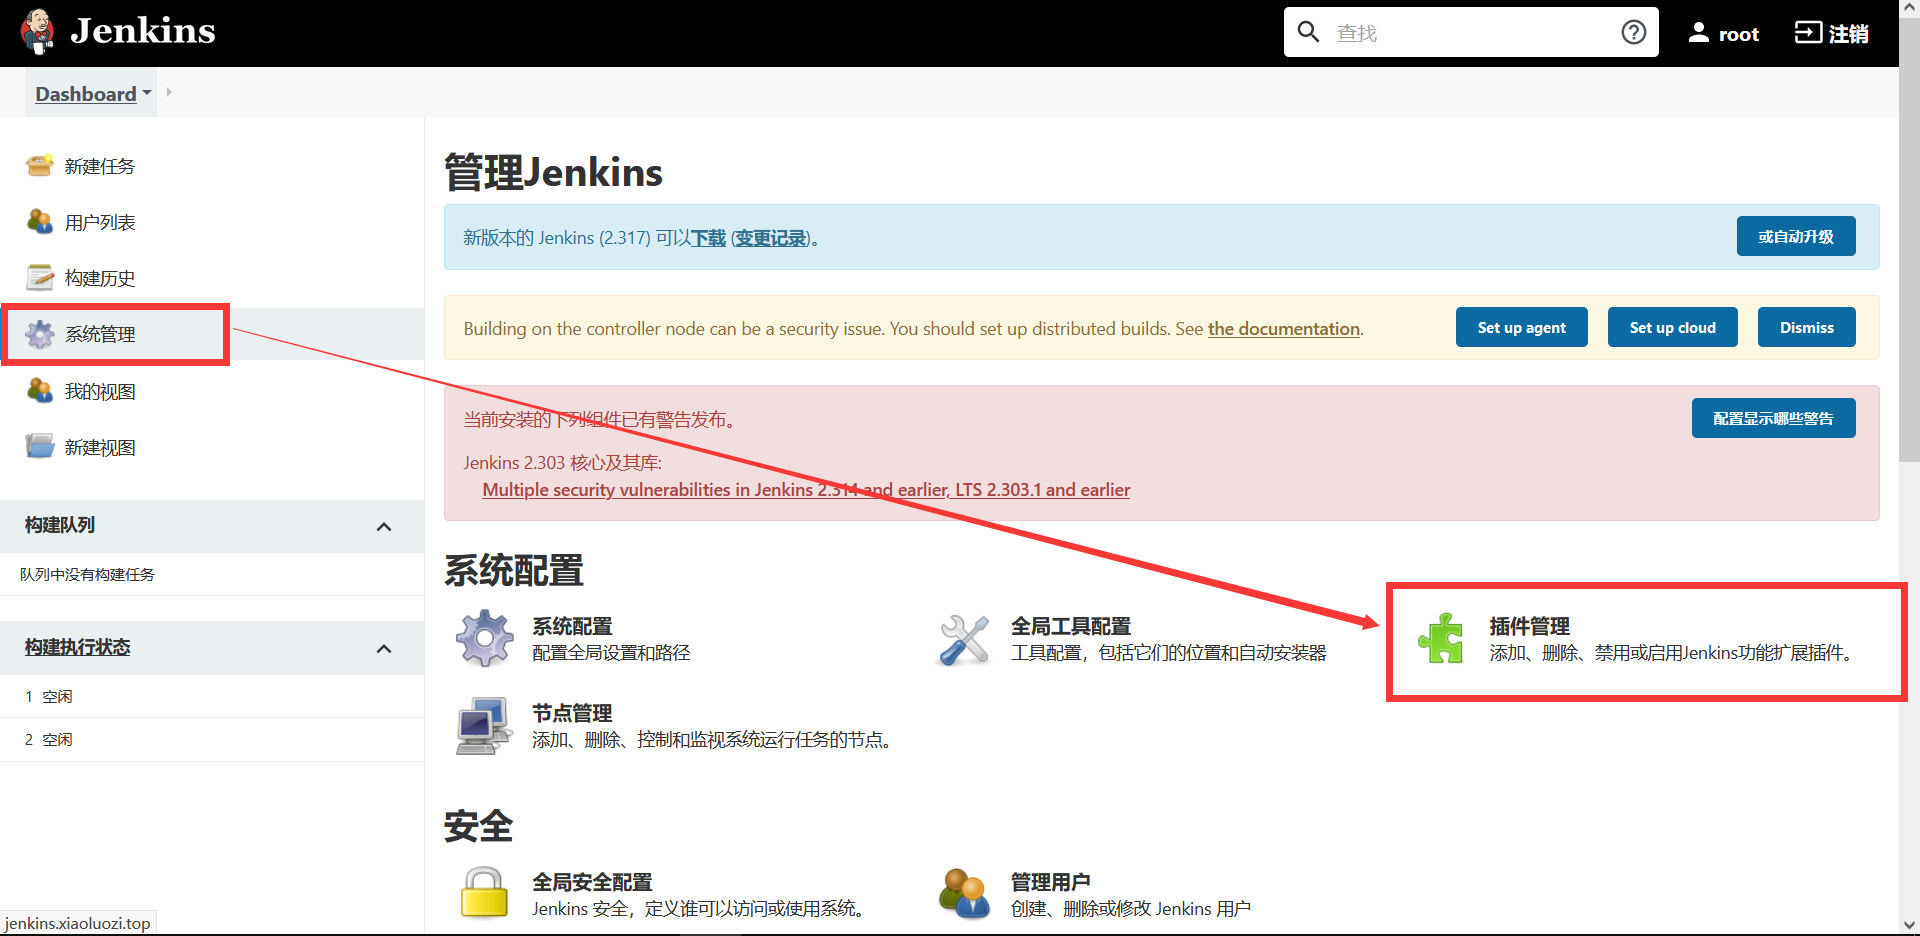 Jenkins
查找
root
注销
Dashboard
新建任务
用户列表
构建历史
系统管理
我的视图
新建视图
构建队列
队列中没有构建任务
构建执行状态
1 空闲
2 空闲
管理Jenkins
新版本的 Jenkins (2.317) 可以下载 (变更记录)。
或自动升级
Building on the controller node can be a security issue. You should set up distributed builds. See the documentation.
Set up agent
Set up cloud
Dismiss
当前安装的下列组件已有警告发布。
配置显示哪些警告
Jenkins 2.303 核心及其库:
Multiple security vulnerabilities in Jenkins 2.314 and earlier, LTS 2.303.1 and earlier
系统配置
系统配置
配置全局设置和路径
全局工具配置
工具配置，包括它们的位置和自动安装器
插件管理
添加、删除、禁用或启用Jenkins功能扩展插件。
节点管理
添加、删除、控制和监视系统运行任务的节点。
安全
全局安全配置
Jenkins 安全，定义谁可以访问或使用系统。
管理用户
创建、删除或修改 Jenkins 用户
jenkins.xiaoluozi.top